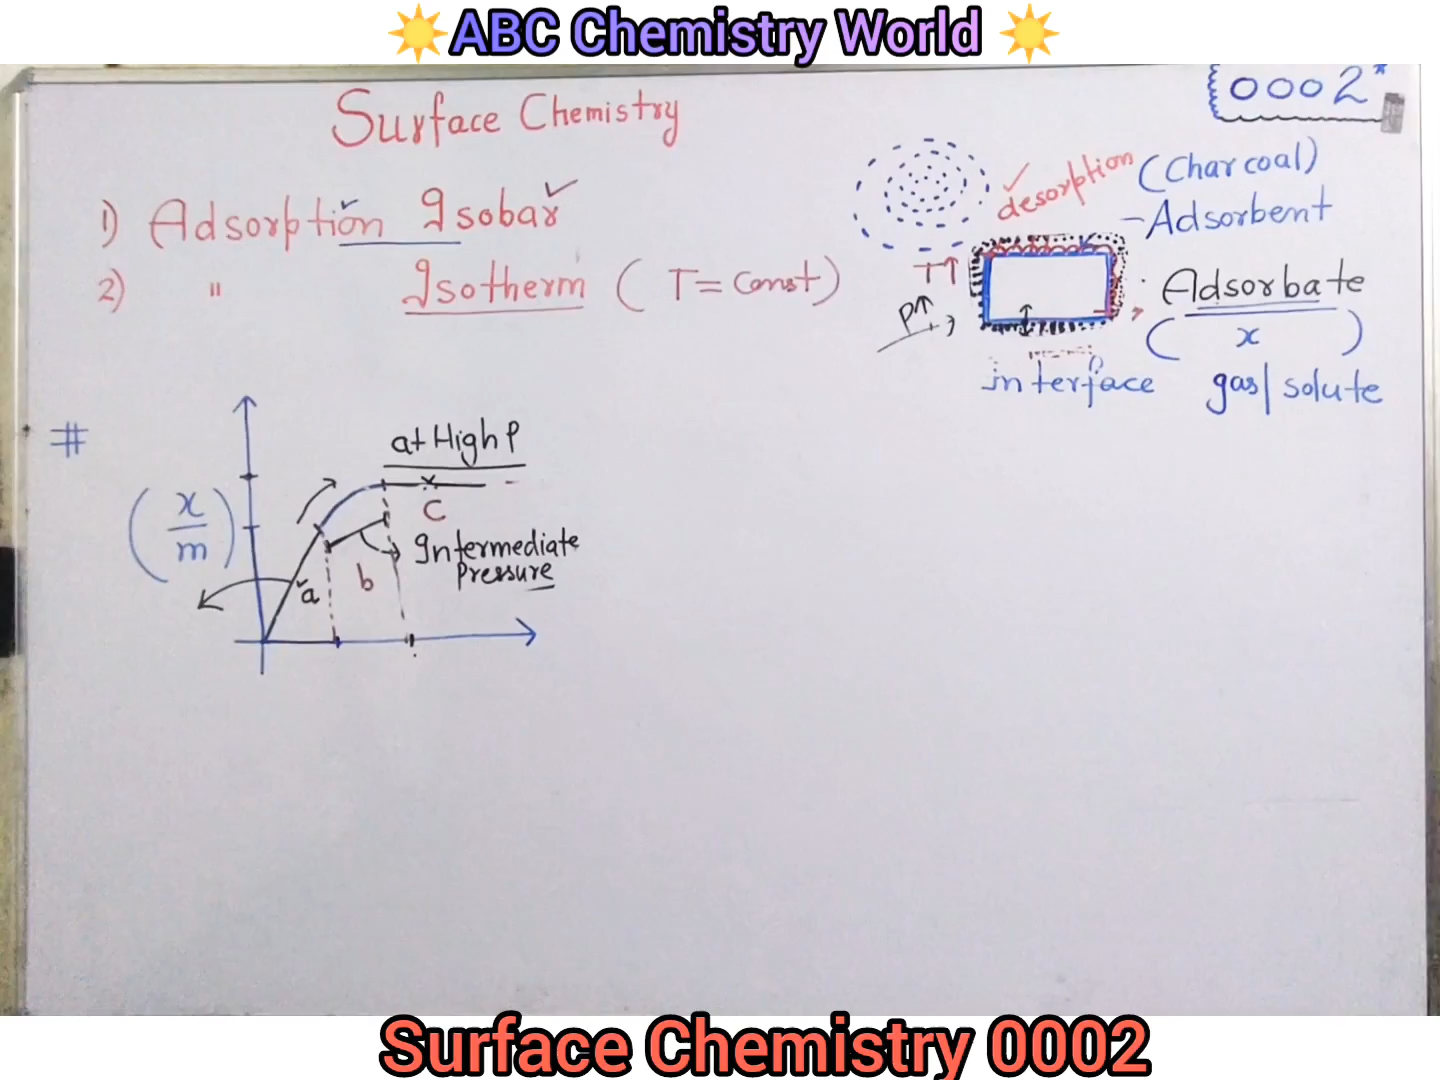 ☀️ABC Chemistry World ☀️
0002*
Surface Chemistry
1) Adsorption Isobar
2) " Isotherm ( T = Const )
desorption
(Charcoal)
- Adsorbent
T↑
P↑
Adsorbate
( x )
interface
gas/solute
#
at High P
( x/m )
C
Intermediate
Pressure
a
b
Surface Chemistry 0002